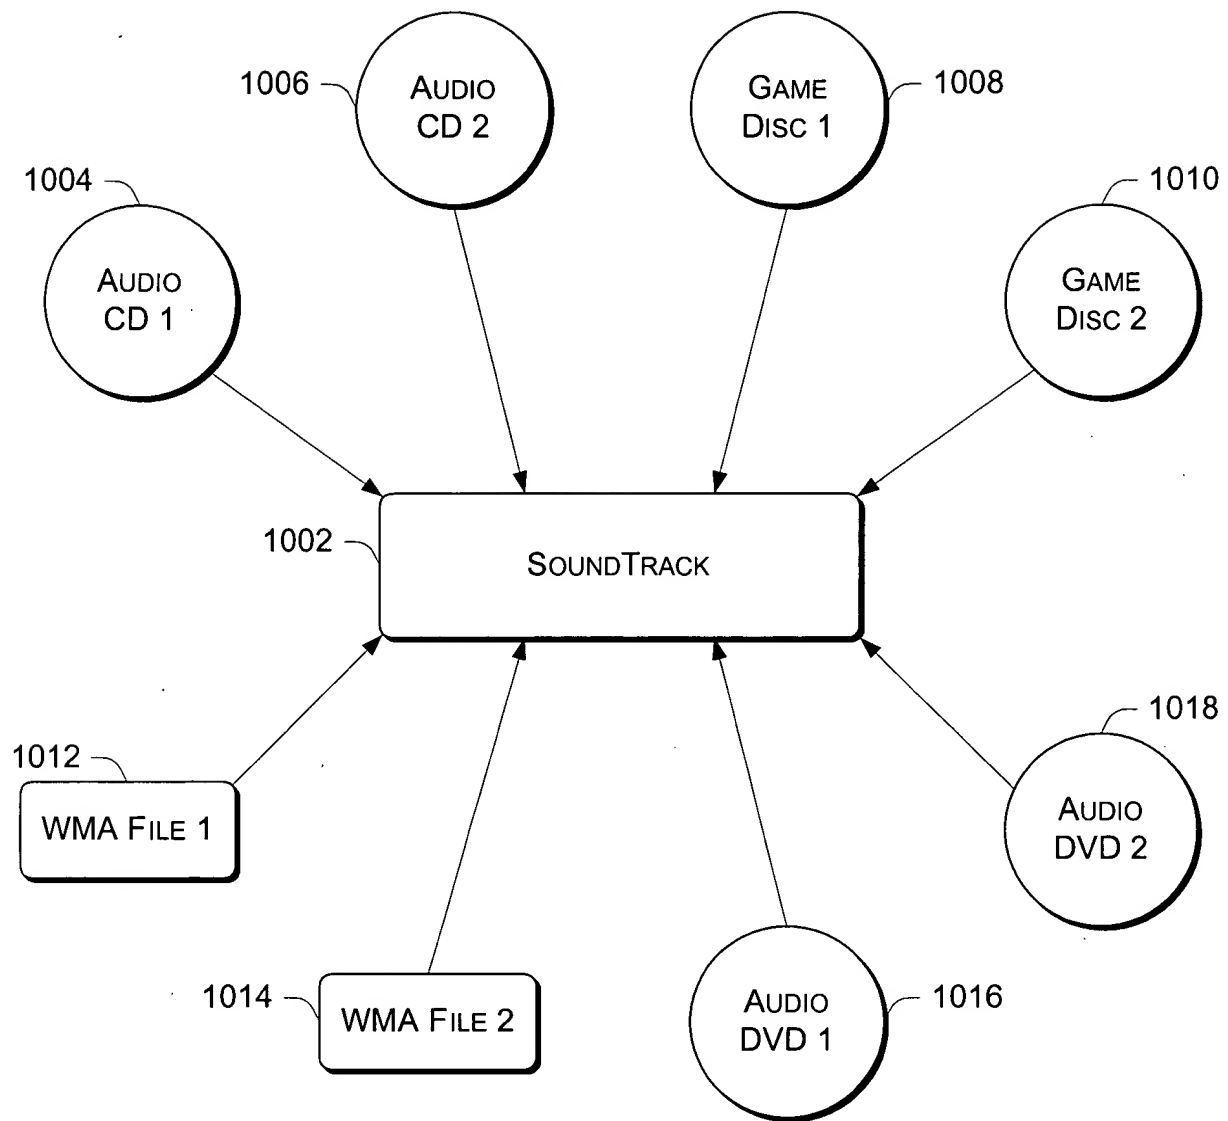 1006
AUDIO
CD 2
GAME
DISC 1
1008
1004
AUDIO
CD 1
1010
GAME
DISC 2
1002
SOUNDTRACK
1012
WMA FILE 1
1018
AUDIO
DVD 2
1014
WMA FILE 2
AUDIO
DVD 1
1016